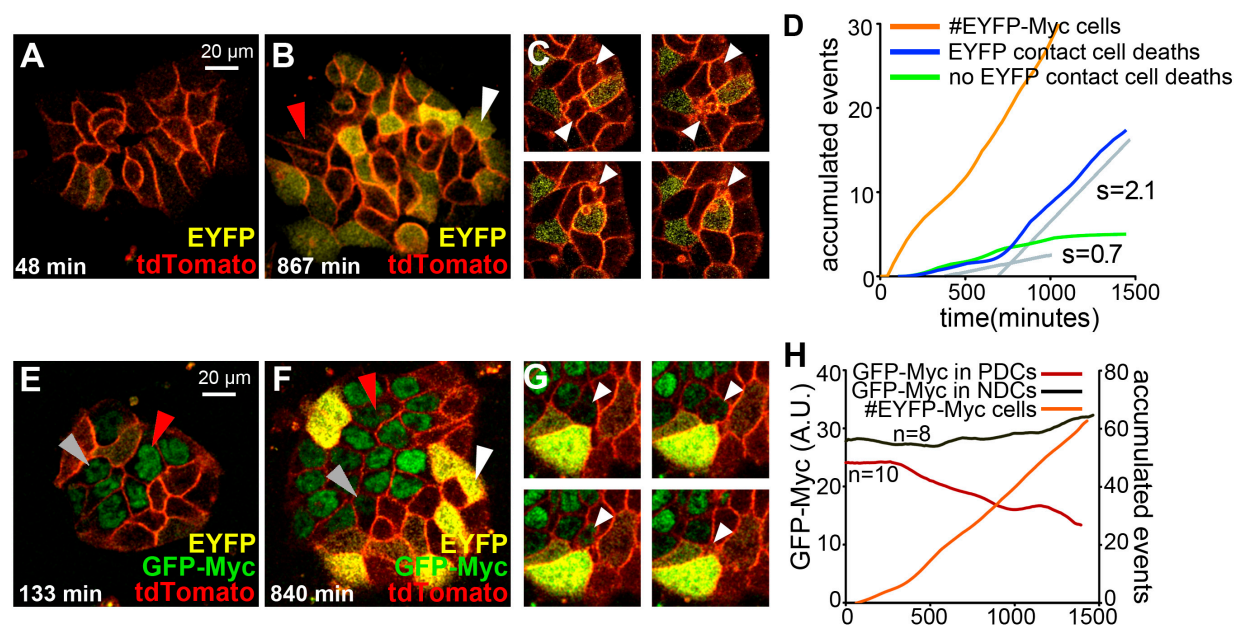 A
20 µm
EYFP
48 min
tdTomato
B
EYFP
867 min
tdTomato
C
D
#EYFP-Myc cells
EYFP contact cell deaths
no EYFP contact cell deaths
accumulated events
30
20
10
0
s=2.1
s=0.7
0
500
1000
1500
time(minutes)
E
20 µm
EYFP
GFP-Myc
133 min
tdTomato
F
EYFP
GFP-Myc
840 min
tdTomato
G
H
GFP-Myc in PDCs
GFP-Myc in NDCs
#EYFP-Myc cells
GFP-Myc (A.U.)
40
30
20
10
0
n=8
n=10
80
60
40
20
0
accumulated events
0
500
1000
1500